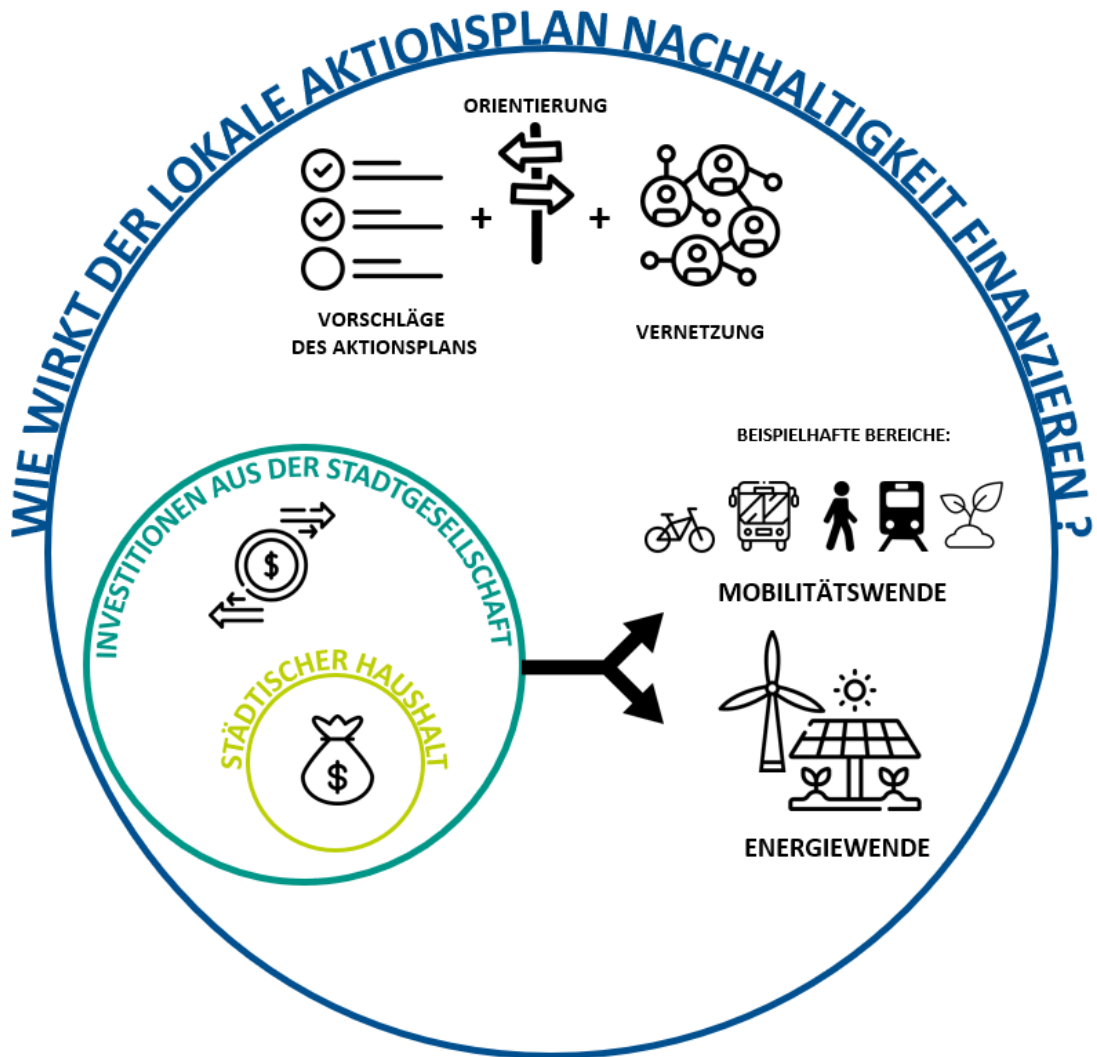 WIE WIRKT DER LOKALE AKTIONSPLAN NACHHALTIGKEIT FINANZIEREN ?
ORIENTIERUNG
+
+
VORSCHLÄGE
DES AKTIONSPLANS
VERNETZUNG
INVESTITIONEN AUS DER STADTGESELLSCHAFT
$
STÄDTISCHER HAUSHALT
$
BEISPIELHAFTE BEREICHE:
MOBILITÄTSWENDE
ENERGIEWENDE